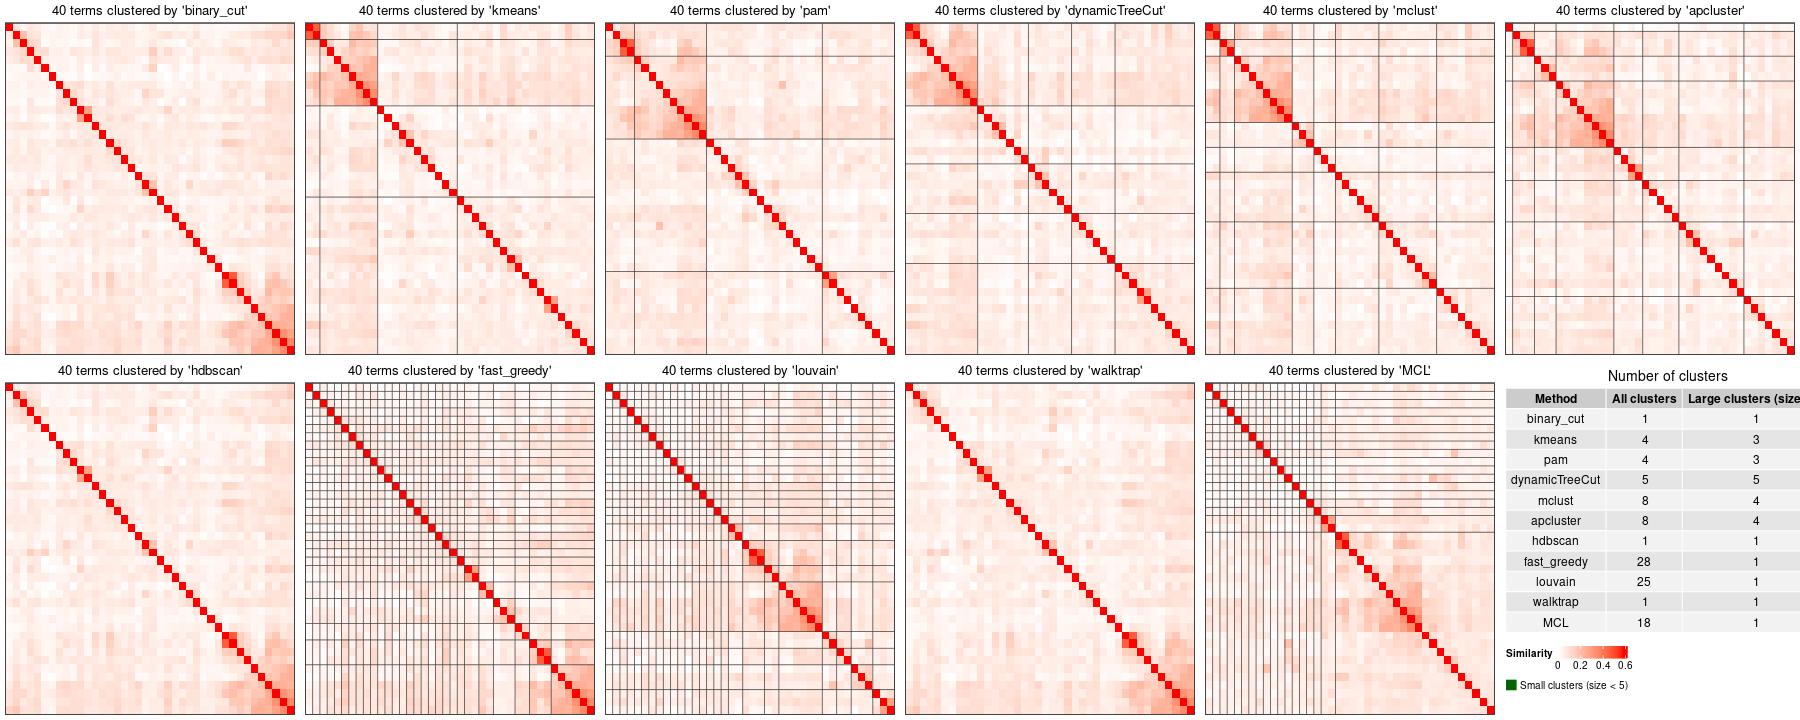 40 terms clustered by 'binary_cut'
40 terms clustered by 'kmeans'
40 terms clustered by 'pam'
40 terms clustered by 'dynamicTreeCut'
40 terms clustered by 'mclust'
40 terms clustered by 'apcluster'
40 terms clustered by 'hdbscan'
40 terms clustered by 'fast_greedy'
40 terms clustered by 'louvain'
40 terms clustered by 'walktrap'
40 terms clustered by 'MCL'
Number of clusters
Method All clusters Large clusters (size
binary_cut 1 1
kmeans 4 3
pam 4 3
dynamicTreeCut 5 5
mclust 8 4
apcluster 8 4
hdbscan 1 1
fast_greedy 28 1
louvain 25 1
walktrap 1 1
MCL 18 1
Similarity
0 0.2 0.4 0.6
Small clusters (size < 5)